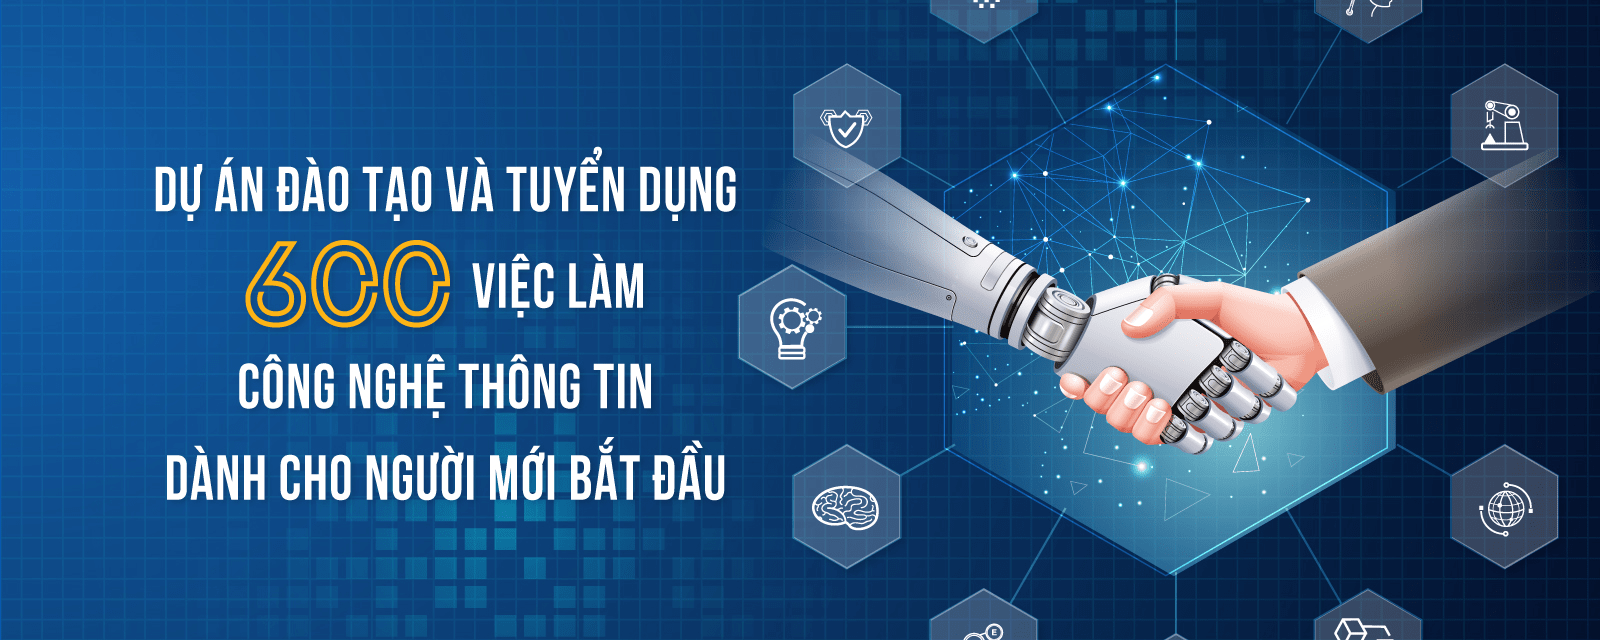 DỰ ÁN ĐÀO TẠO VÀ TUYỂN DỤNG
600 VIỆC LÀM
CÔNG NGHỆ THÔNG TIN
DÀNH CHO NGƯỜI MỚI BẮT ĐẦU
E